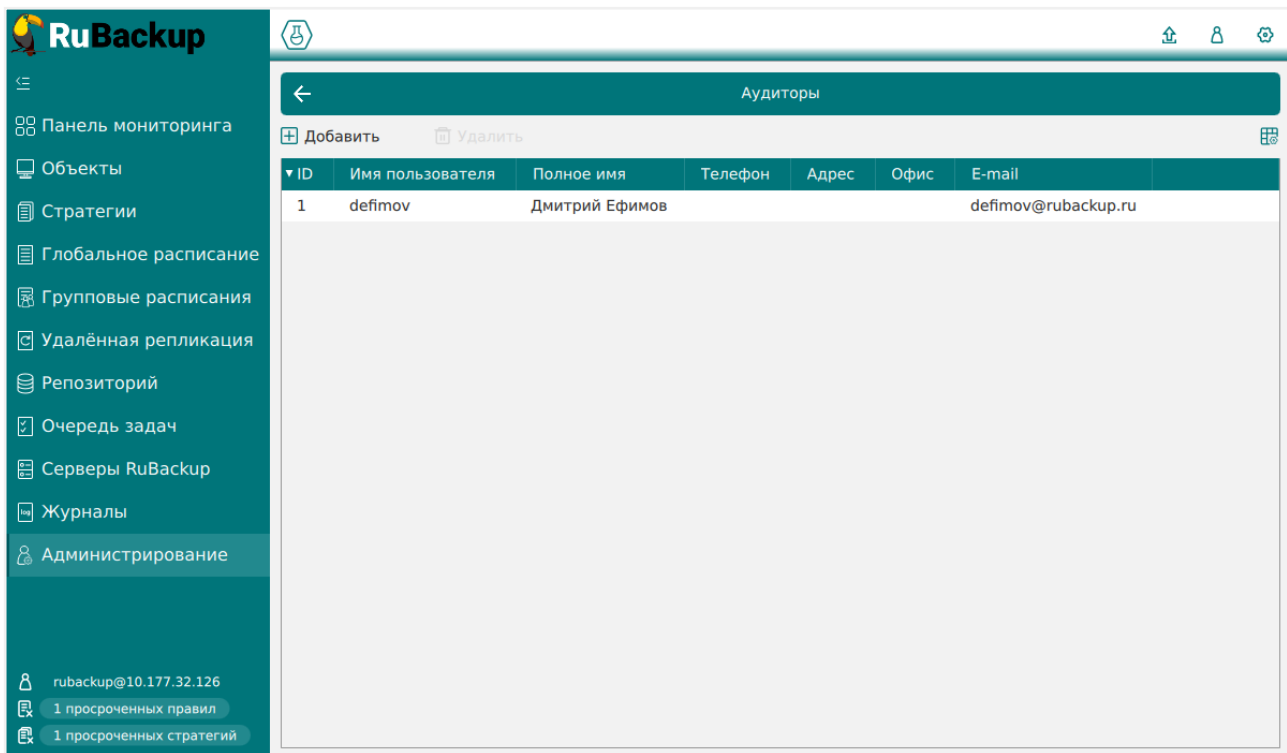 RuBackup
Аудиторы
Панель мониторинга
Объекты
Стратегии
Глобальное расписание
Групповые расписания
Удалённая репликация
Репозиторий
Очередь задач
Серверы RuBackup
log Журналы
Администрирование
rubackup@10.177.32.126
1 просроченных правил
1 просроченных стратегий
Добавить Удалить
ID Имя пользователя Полное имя Телефон Адрес Офис E-mail
1 defimov Дмитрий Ефимов defimov@rubackup.ru